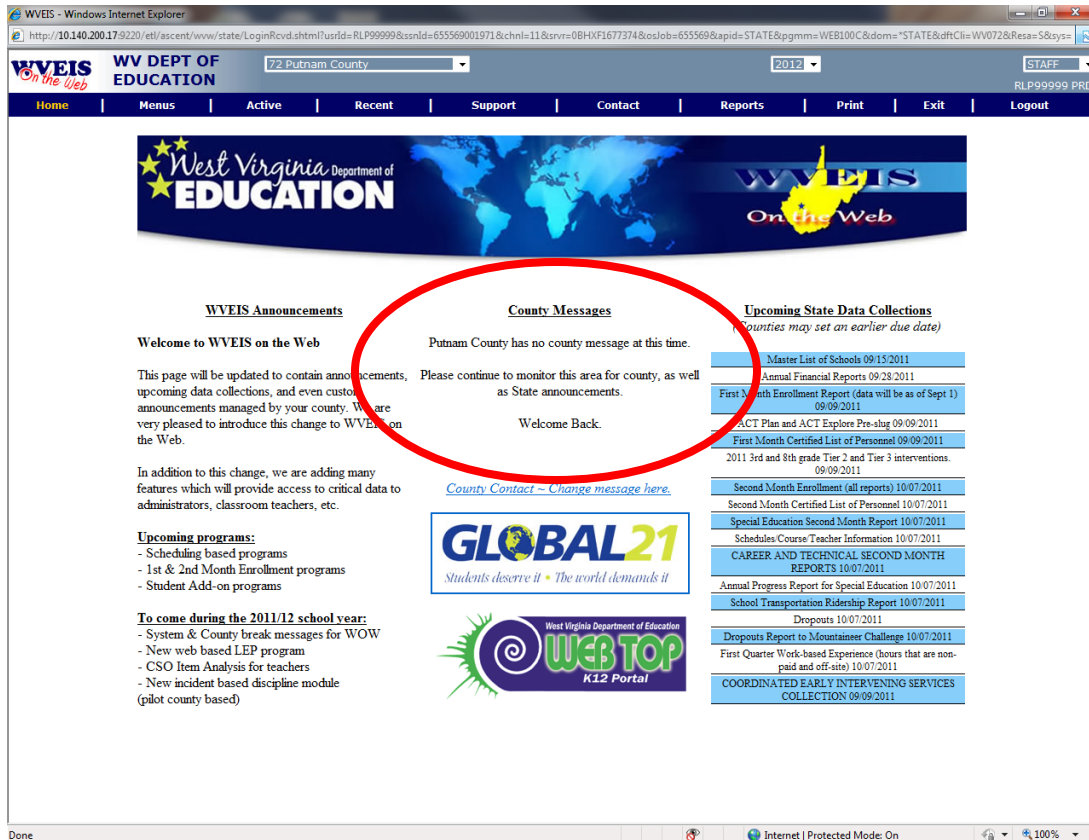 WVEIS - Windows Internet Explorer
http://10.140.200.17:9220/etl/ascent/wvw/state/LoginRcvd.shtml?usrId=RLP99999&ssnId=655569001971&chnl=11&srvr=0BHXF1677374&osJob=655569&apid=STATE&pgmm=WEB100C&dom=*STATE&dftCli=WV072&Resa=S&sys=
WVEIS On the Web
WV DEPT OF EDUCATION
72 Putnam County
2012
STAFF
RLP99999 PRD
Home | Menus | Active | Recent | Support | Contact | Reports | Print | Exit | Logout
West Virginia Department of
EDUCATION
WVEIS
On the Web
WVEIS Announcements
Welcome to WVEIS on the Web
This page will be updated to contain announcements,
upcoming data collections, and even custom
announcements managed by your county. We are
very pleased to introduce this change to WVEIS on
the Web.
In addition to this change, we are adding many
features which will provide access to critical data to
administrators, classroom teachers, etc.
Upcoming programs:
- Scheduling based programs
- 1st & 2nd Month Enrollment programs
- Student Add-on programs
To come during the 2011/12 school year:
- System & County break messages for WOW
- New web based LEP program
- CSO Item Analysis for teachers
- New incident based discipline module
(pilot county based)
County Messages
Putnam County has no county message at this time.
Please continue to monitor this area for county, as well
as State announcements.
Welcome Back.
County Contact ~ Change message here.
GLOBAL21
Students deserve it • The world demands it
West Virginia Department of Education
WEB TOP
K12 Portal
Upcoming State Data Collections
(Counties may set an earlier due date)
Master List of Schools 09/15/2011
Annual Financial Reports 09/28/2011
First Month Enrollment Report (data will be as of Sept 1)
09/09/2011
ACT Plan and ACT Explore Pre-slug 09/09/2011
First Month Certified List of Personnel 09/09/2011
2011 3rd and 8th grade Tier 2 and Tier 3 interventions.
09/09/2011
Second Month Enrollment (all reports) 10/07/2011
Second Month Certified List of Personnel 10/07/2011
Special Education Second Month Report 10/07/2011
Schedules/Course/Teacher Information 10/07/2011
CAREER AND TECHNICAL SECOND MONTH
REPORTS 10/07/2011
Annual Progress Report for Special Education 10/07/2011
School Transportation Ridership Report 10/07/2011
Dropouts 10/07/2011
Dropouts Report to Mountaineer Challenge 10/07/2011
First Quarter Work-based Experience (hours that are non-
paid and off-site) 10/07/2011
COORDINATED EARLY INTERVENING SERVICES
COLLECTION 09/09/2011
Done
Internet | Protected Mode: On
100%